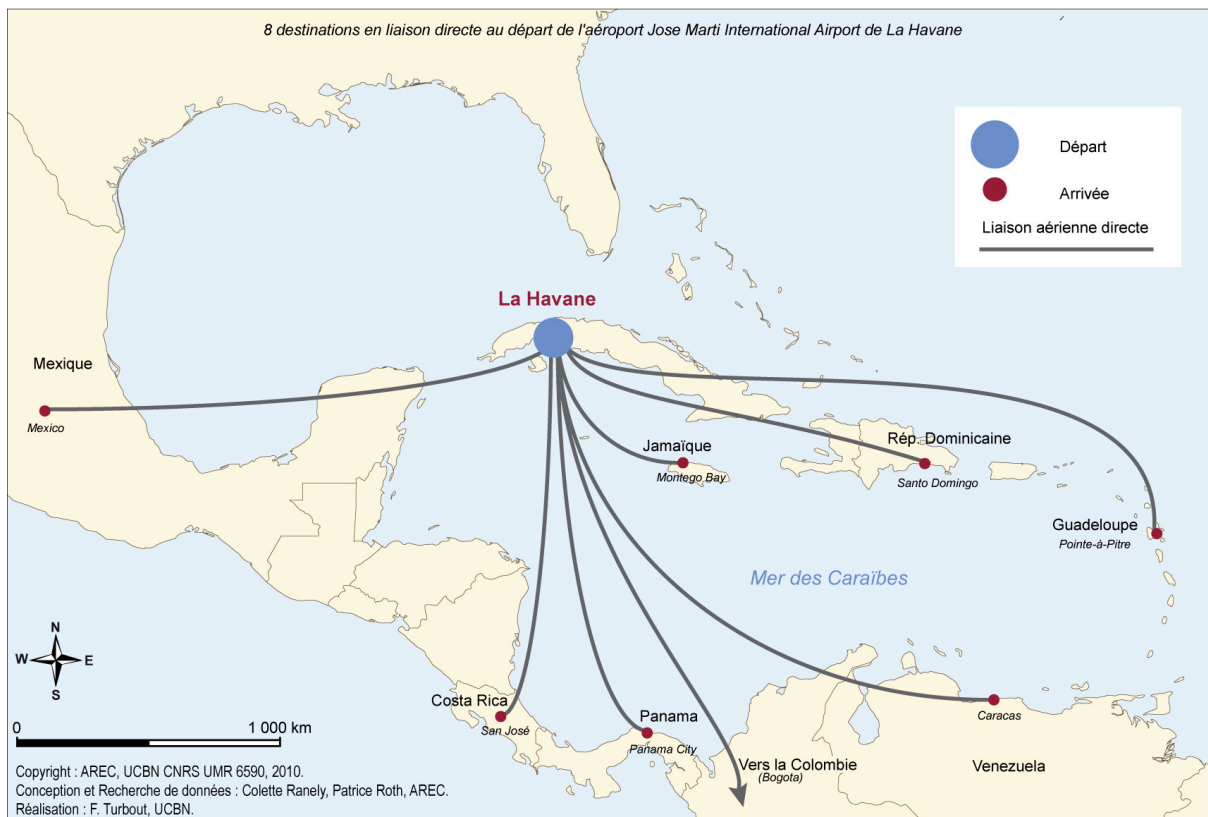 8 destinations en liaison directe au départ de l'aéroport Jose Marti International Airport de La Havane
Départ
Arrivée
Liaison aérienne directe
La Havane
Mexique
Mexico
Jamaïque
Montego Bay
Rép. Dominicaine
Santo Domingo
Guadeloupe
Pointe-à-Pitre
Mer des Caraïbes
N
W E
S
Costa Rica
San José
Panama
Panama City
Vers la Colombie
(Bogota)
Caracas
Venezuela
0 1 000 km
Copyright : AREC, UCBN CNRS UMR 6590, 2010.
Conception et Recherche de données : Colette Ranely, Patrice Roth, AREC.
Réalisation : F. Turbout, UCBN.